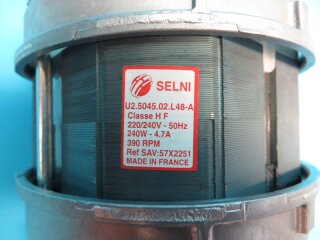 SELNI
U2.5045.02.L48-A
Classe H F
220/240V - 50Hz
240W - 4.7A
390 RPM
Ref SAV:57X2251
MADE IN FRANCE